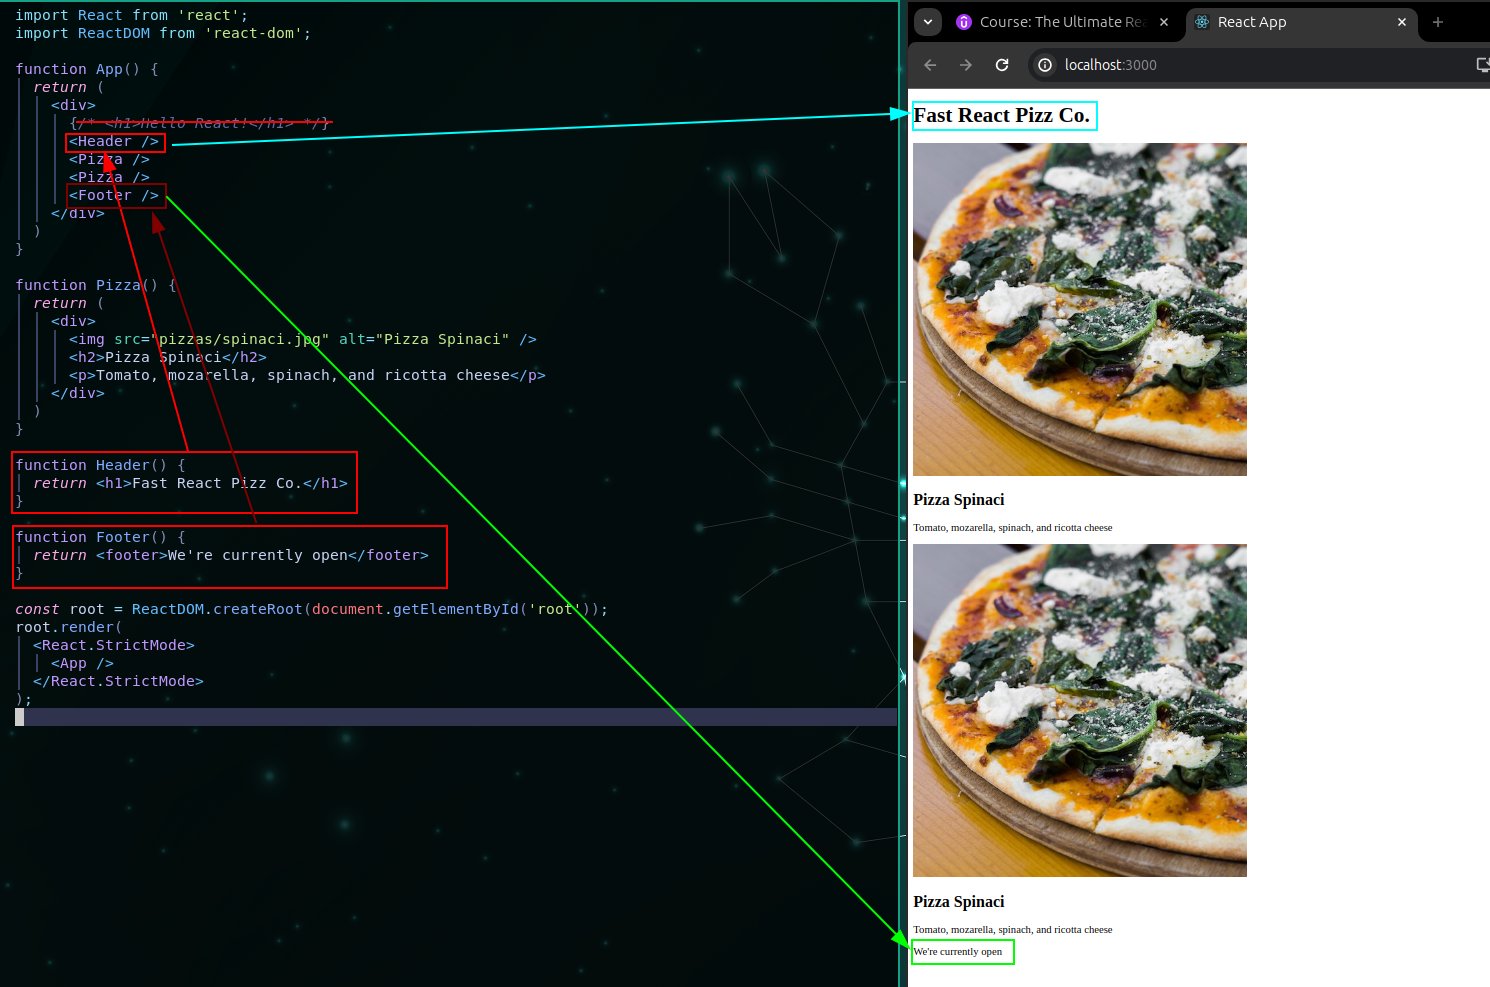 import React from 'react';
import ReactDOM from 'react-dom';
function App() {
return (
<div>
{/* <h1>Hello React!</h1> */}
<Header />
<Pizza />
<Pizza />
<Footer />
</div>
)
}
function Pizza() {
return (
<div>
<img src="pizzas/spinaci.jpg" alt="Pizza Spinaci" />
<h2>Pizza Spinaci</h2>
<p>Tomato, mozarella, spinach, and ricotta cheese</p>
</div>
)
}
function Header() {
return <h1>Fast React Pizz Co.</h1>
}
function Footer() {
return <footer>We're currently open</footer>
}
const root = ReactDOM.createRoot(document.getElementById('root'));
root.render(
<React.StrictMode>
<App />
</React.StrictMode>
);
Course: The Ultimate Re
React App
localhost:3000
Fast React Pizz Co.
Pizza Spinaci
Tomato, mozarella, spinach, and ricotta cheese
Pizza Spinaci
Tomato, mozarella, spinach, and ricotta cheese
We're currently open